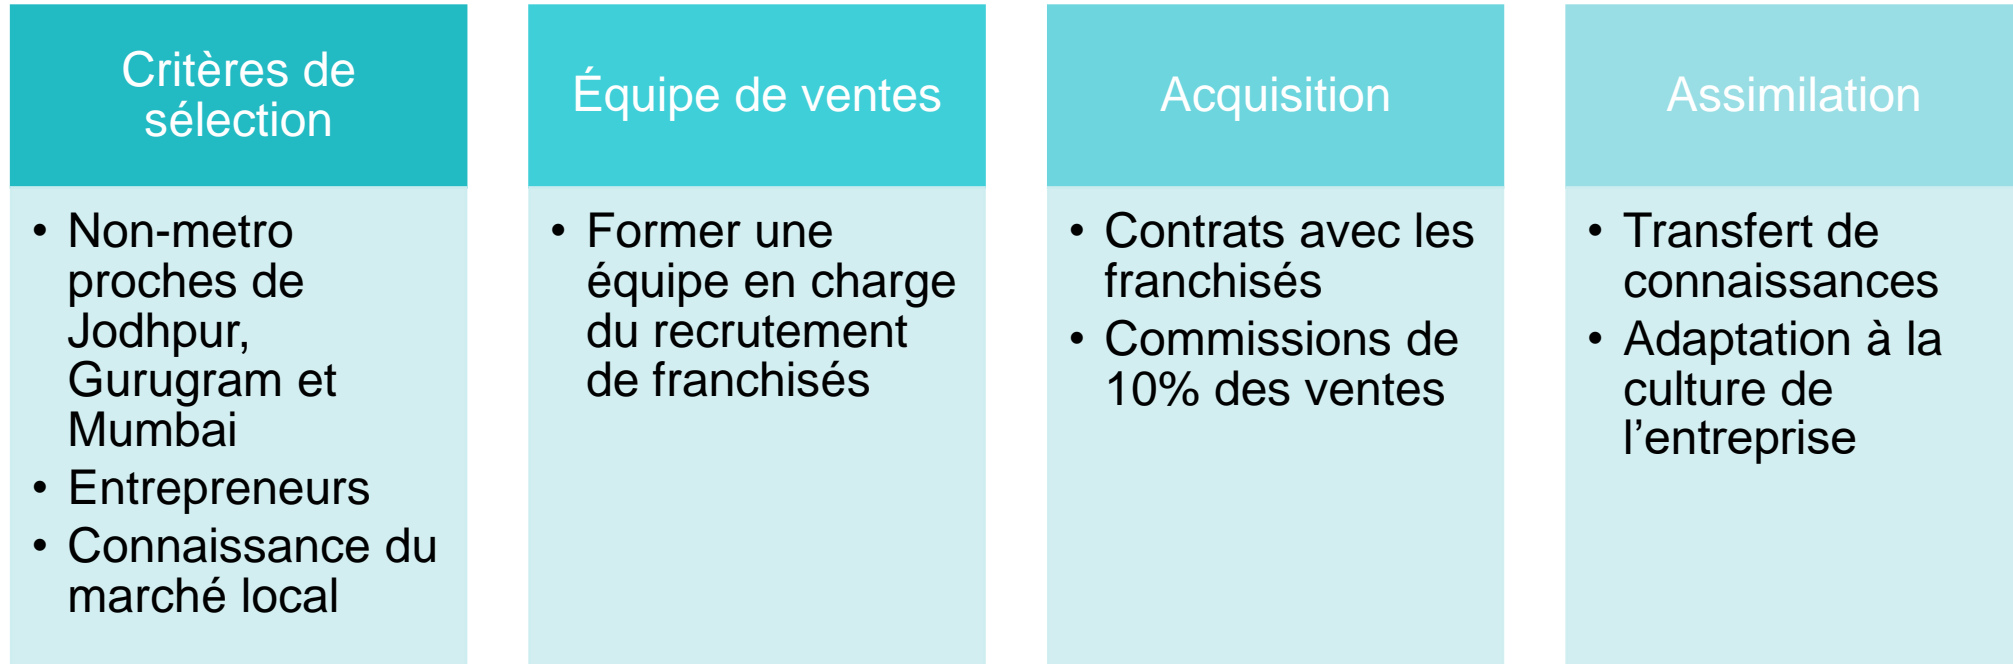 Critères de
sélection
• Non-metro
proches de
Jodhpur,
Gurugram et
Mumbai
• Entrepreneurs
• Connaissance du
marché local
Équipe de ventes
• Former une
équipe en charge
du recrutement
de franchisés
Acquisition
• Contrats avec les
franchisés
• Commissions de
10% des ventes
Assimilation
• Transfert de
connaissances
• Adaptation à la
culture de
l’entreprise